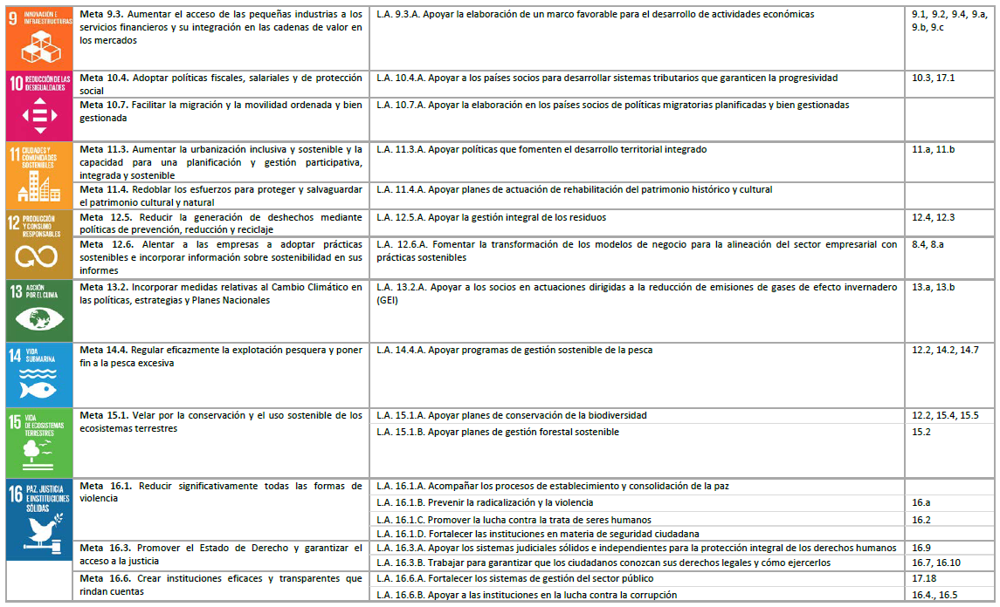 9 INNOVACIÓN E
INFRAESTRUCTURAS
Meta 9.3. Aumentar el acceso de las pequeñas industrias a los
servicios financieros y su integración en las cadenas de valor en
los mercados
L.A. 9.3.A. Apoyar la elaboración de un marco favorable para el desarrollo de actividades económicas
9.1, 9.2, 9.4, 9.a,
9.b, 9.c
10 REDUCCIÓN DE LAS
DESIGUALDADES
Meta 10.4. Adoptar políticas fiscales, salariales y de protección
social
L.A. 10.4.A. Apoyar a los países socios para desarrollar sistemas tributarios que garanticen la progresividad
10.3, 17.1
Meta 10.7. Facilitar la migración y la movilidad ordenada y bien
gestionada
L.A. 10.7.A. Apoyar la elaboración en los países socios de políticas migratorias planificadas y bien gestionadas
11 CIUDADES Y
COMUNIDADES
SOSTENIBLES
Meta 11.3. Aumentar la urbanización inclusiva y sostenible y la
capacidad para una planificación y gestión participativa,
integrada y sostenible
L.A. 11.3.A. Apoyar políticas que fomenten el desarrollo territorial integrado
11.a, 11.b
Meta 11.4. Redoblar los esfuerzos para proteger y salvaguardar
el patrimonio cultural y natural
L.A. 11.4.A. Apoyar planes de actuación de rehabilitación del patrimonio histórico y cultural
12 PRODUCCIÓN
Y CONSUMO
RESPONSABLES
Meta 12.5. Reducir la generación de deshechos mediante
políticas de prevención, reducción y reciclaje
L.A. 12.5.A. Apoyar la gestión integral de los residuos
12.4, 12.3
Meta 12.6. Alentar a las empresas a adoptar prácticas
sostenibles e incorporar información sobre sostenibilidad en sus
informes
L.A. 12.6.A. Fomentar la transformación de los modelos de negocio para la alineación del sector empresarial con
prácticas sostenibles
8.4, 8.a
13 ACCIÓN
POR EL CLIMA
Meta 13.2. Incorporar medidas relativas al Cambio Climático en
las políticas, estrategias y Planes Nacionales
L.A. 13.2.A. Apoyar a los socios en actuaciones dirigidas a la reducción de emisiones de gases de efecto invernadero
(GEI)
13.a, 13.b
14 VIDA
SUBMARINA
Meta 14.4. Regular eficazmente la explotación pesquera y poner
fin a la pesca excesiva
L.A. 14.4.A. Apoyar programas de gestión sostenible de la pesca
12.2, 14.2, 14.7
15 VIDA
DE ECOSISTEMAS
TERRESTRES
Meta 15.1. Velar por la conservación y el uso sostenible de los
ecosistemas terrestres
L.A. 15.1.A. Apoyar planes de conservación de la biodiversidad
12.2, 15.4, 15.5
L.A. 15.1.B. Apoyar planes de gestión forestal sostenible
15.2
16 PAZ, JUSTICIA
E INSTITUCIONES
SÓLIDAS
Meta 16.1. Reducir significativamente todas las formas de
violencia
L.A. 16.1.A. Acompañar los procesos de establecimiento y consolidación de la paz
L.A. 16.1.B. Prevenir la radicalización y la violencia
16.a
L.A. 16.1.C. Promover la lucha contra la trata de seres humanos
16.2
L.A. 16.1.D. Fortalecer las instituciones en materia de seguridad ciudadana
Meta 16.3. Promover el Estado de Derecho y garantizar el
acceso a la justicia
L.A. 16.3.A. Apoyar los sistemas judiciales sólidos e independientes para la protección integral de los derechos humanos
16.9
L.A. 16.3.B. Trabajar para garantizar que los ciudadanos conozcan sus derechos legales y cómo ejercerlos
16.7, 16.10
Meta 16.6. Crear instituciones eficaces y transparentes que
rindan cuentas
L.A. 16.6.A. Fortalecer los sistemas de gestión del sector público
17.18
L.A. 16.6.B. Apoyar a las instituciones en la lucha contra la corrupción
16.4., 16.5